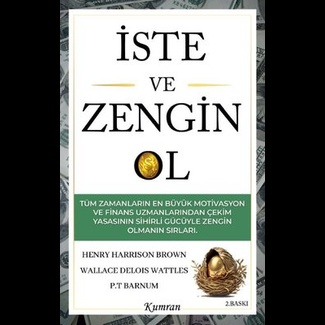 İSTE
VE
ZENGİN
OL
TÜM ZAMANLARIN EN BÜYÜK MOTİVASYON
VE FİNANS UZMANLARINDAN ÇEKİM
YASASININ SİHİRLİ GÜCÜYLE ZENGİN
OLMANIN SIRLARI.
HENRY HARRISON BROWN
WALLACE DELOIS WATTLES
P.T BARNUM
2.BASKI
Kumran